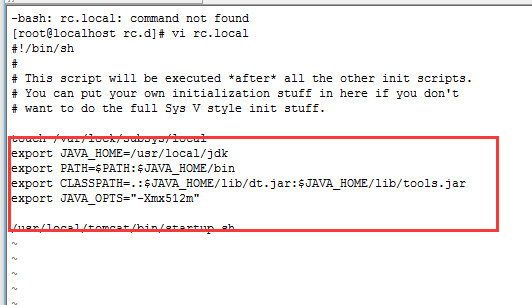 -bash: rc.local: command not found
[root@localhost rc.d]# vi rc.local
#!/bin/sh
#
# This script will be executed *after* all the other init scripts.
# You can put your own initialization stuff in here if you don't
# want to do the full Sys V style init stuff.
touch /var/lock/subsys/local
export JAVA_HOME=/usr/local/jdk
export PATH=$PATH:$JAVA_HOME/bin
export CLASSPATH=.:$JAVA_HOME/lib/dt.jar:$JAVA_HOME/lib/tools.jar
export JAVA_OPTS="-Xmx512m"
/usr/local/tomcat/bin/startup.sh
~
~
~
~
~